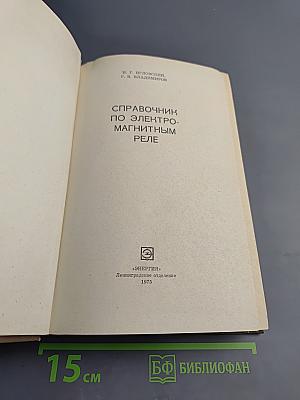 И. Г. ИГЛОВСКИЙ,
Г. В. ВЛАДИМИРОВ
СПРАВОЧНИК
ПО ЭЛЕКТРО-
МАГНИТНЫМ
РЕЛЕ
«ЭНЕРГИЯ»
Ленинградское отделение
1975
15 см
БФ БИБЛИОФАН